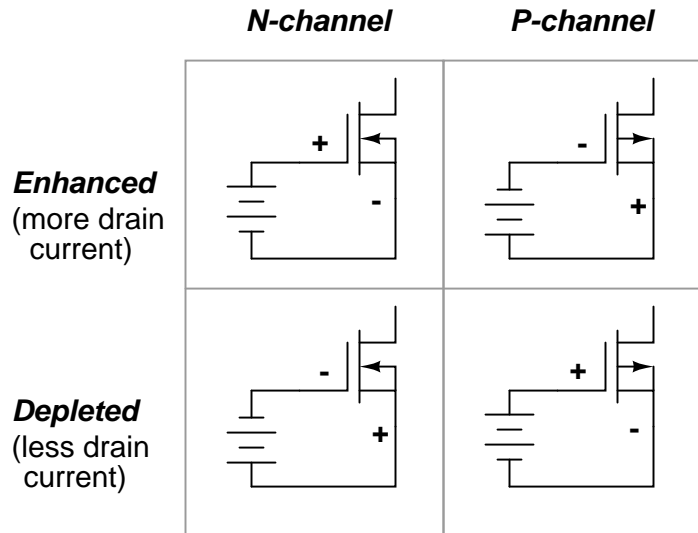 N-channel P-channel
Enhanced
(more drain
current)
+
-
-
+
Depleted
(less drain
current)
-
+
+
-